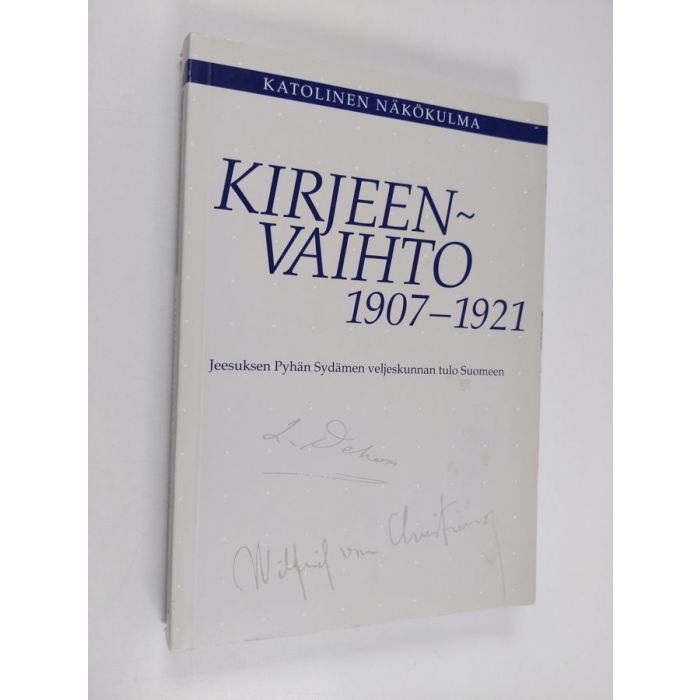 KATOLINEN NÄKÖKULMA
KIRJEEN~
VAIHTO
1907–1921
Jeesuksen Pyhän Sydämen veljeskunnan tulo Suomeen
L. Dehon
Wilfrid von Christierson